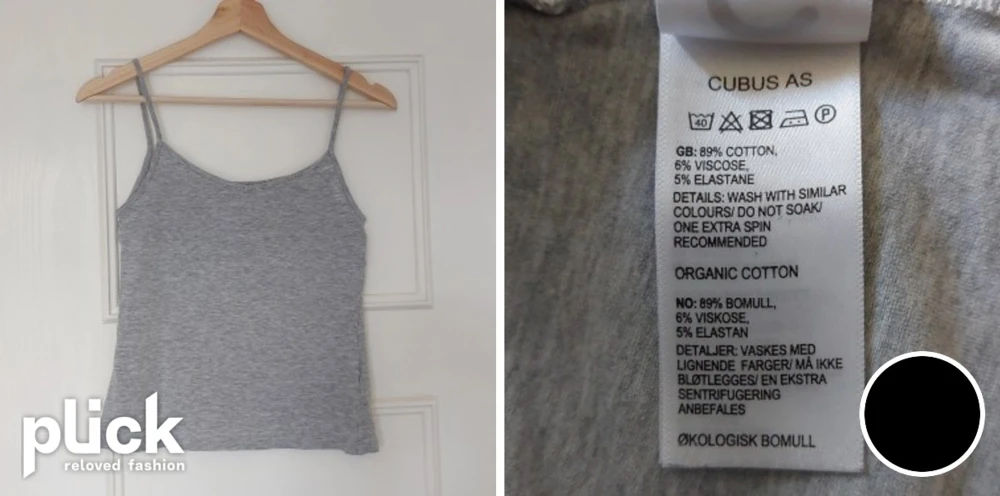 plick
reloved fashion
CUBUS AS
40
P
GB: 89% COTTON,
6% VISCOSE,
5% ELASTANE
DETAILS: WASH WITH SIMILAR
COLOURS/ DO NOT SOAK/
ONE EXTRA SPIN
RECOMMENDED
ORGANIC COTTON
NO: 89% BOMULL,
6% VISKOSE,
5% ELASTAN
DETALJER: VASKES MED
LIGNENDE FARGER/ MÅ IKKE
BLØTLEGGES/ EN EKSTRA
SENTRIFUGERING
ANBEFALES
ØKOLOGISK BOMULL